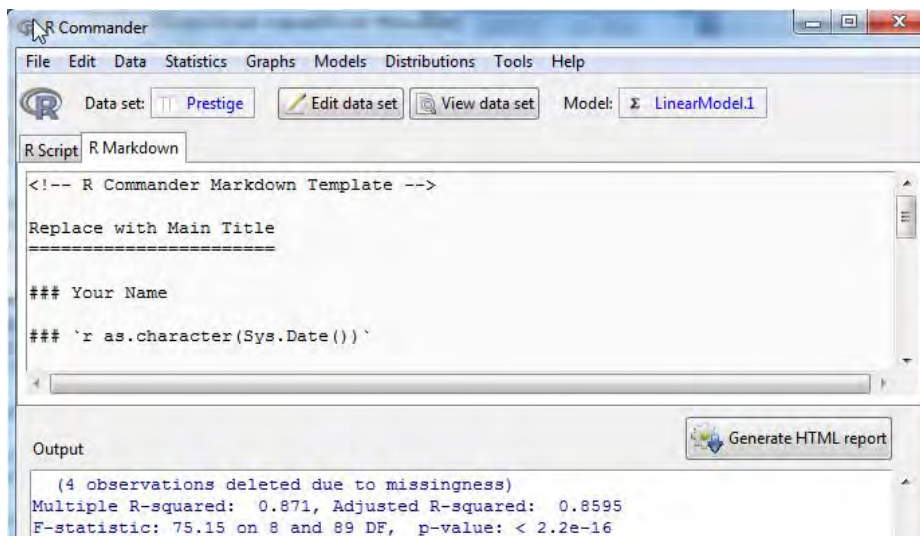 R Commander
File Edit Data Statistics Graphs Models Distributions Tools Help
Data set: Prestige Edit data set View data set Model: Σ LinearModel.1
R Script R Markdown
<!-- R Commander Markdown Template -->
Replace with Main Title
=======================
### Your Name
### `r as.character(Sys.Date())`
Generate HTML report
Output
(4 observations deleted due to missingness)
Multiple R-squared:  0.871, Adjusted R-squared:  0.8595
F-statistic: 75.15 on 8 and 89 DF,  p-value: < 2.2e-16